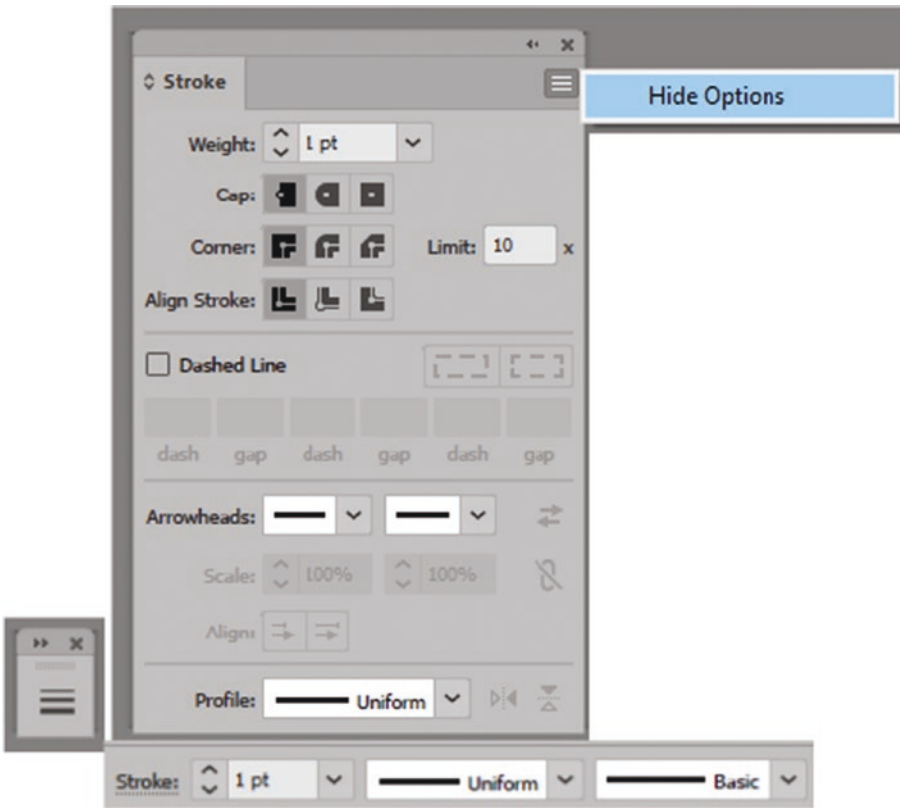 Stroke
Hide Options
Weight: 1 pt
Cap:
Corner: Limit: 10 x
Align Stroke:
Dashed Line
dash gap dash gap dash gap
Arrowheads:
Scale: 100% 100%
Align:
Profile: Uniform
Stroke: 1 pt Uniform Basic